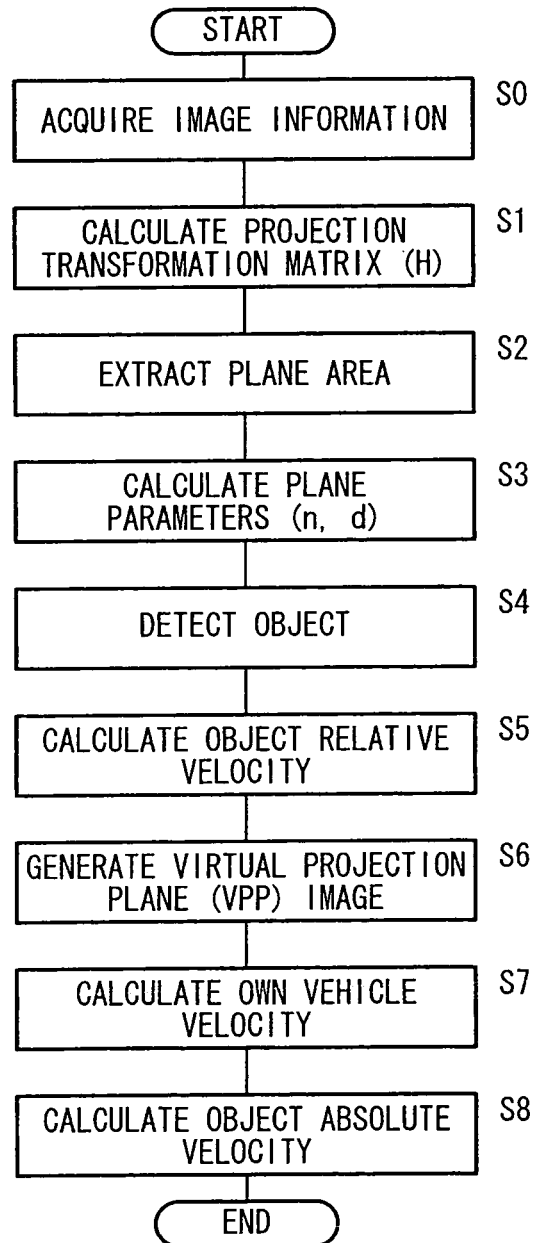 START
ACQUIRE IMAGE INFORMATION
S0
CALCULATE PROJECTION
TRANSFORMATION MATRIX (H)
S1
EXTRACT PLANE AREA
S2
CALCULATE PLANE
PARAMETERS (n, d)
S3
DETECT OBJECT
S4
CALCULATE OBJECT RELATIVE
VELOCITY
S5
GENERATE VIRTUAL PROJECTION
PLANE (VPP) IMAGE
S6
CALCULATE OWN VEHICLE
VELOCITY
S7
CALCULATE OBJECT ABSOLUTE
VELOCITY
S8
END